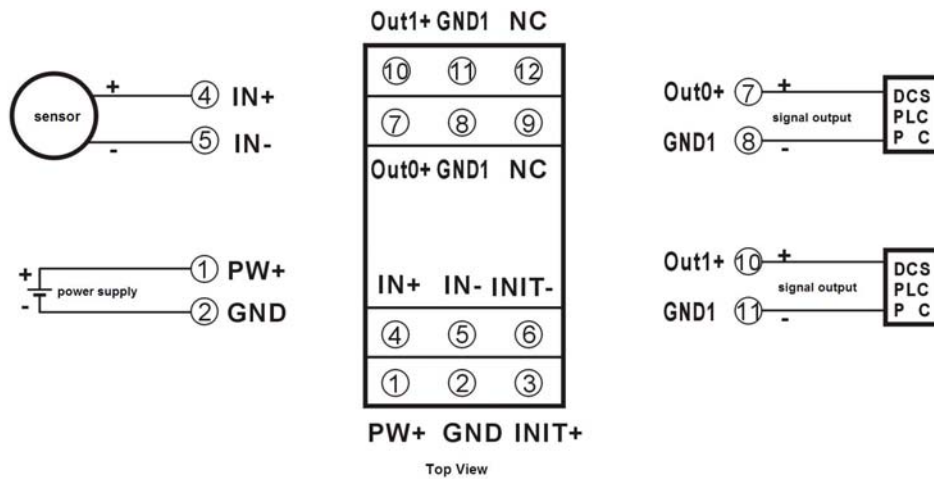 sensor
+
④ IN+
⑤ IN-
-
+
① PW+
power supply
② GND
-
Out1+ GND1 NC
⑩ ⑪ ⑫
⑦ ⑧ ⑨
Out0+ GND1 NC
IN+ IN- INIT-
④ ⑤ ⑥
① ② ③
PW+ GND INIT+
Top View
Out0+ ⑦ +
signal output
GND1 ⑧ -
DCS
PLC
P C
Out1+ ⑩ +
signal output
GND1 ⑪ -
DCS
PLC
P C